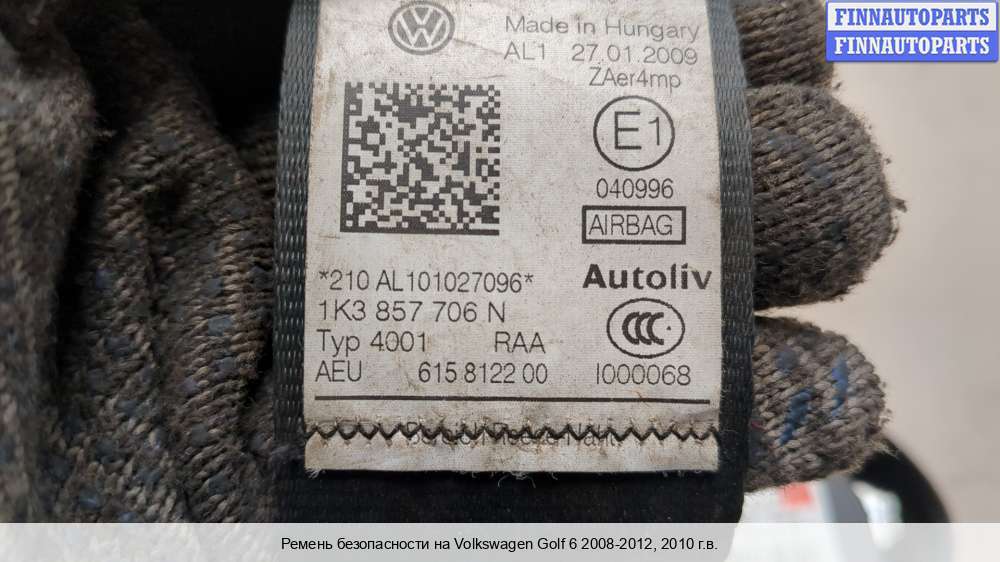 FINNAUTOPARTS
FINNAUTOPARTS
Made in Hungary
AL1 27.01.2009
ZAer4mp
E1
040996
AIRBAG
*210 AL101027096*
Autoliv
1K3 857 706 N
Typ 4001 RAA
AEU 615 8122 00
I000068
Ремень безопасности на Volkswagen Golf 6 2008-2012, 2010 г.в.